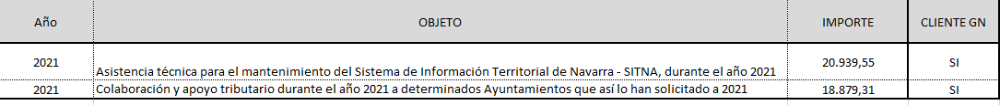 Año OBJETO IMPORTE CLIENTE GN
2021 Asistencia técnica para el mantenimiento del Sistema de Información Territorial de Navarra - SITNA, durante el año 2021 20.939,55 SI
2021 Colaboración y apoyo tributario durante el año 2021 a determinados Ayuntamientos que así lo han solicitado a 2021 18.879,31 SI